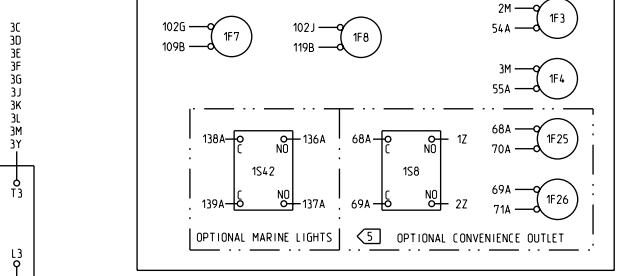 3C
3D
3E
3F
3G
3J
3K
3L
3M
3Y
T3
L3
102G
109B
1F7
102J
119B
1F8
2M
54A
1F3
3M
55A
1F4
138A
C
NO
136A
1S42
139A
C
NO
137A
OPTIONAL MARINE LIGHTS
68A
C
NO
1Z
1S8
69A
C
NO
2Z
68A
70A
1F25
69A
71A
1F26
5
OPTIONAL CONVENIENCE OUTLET